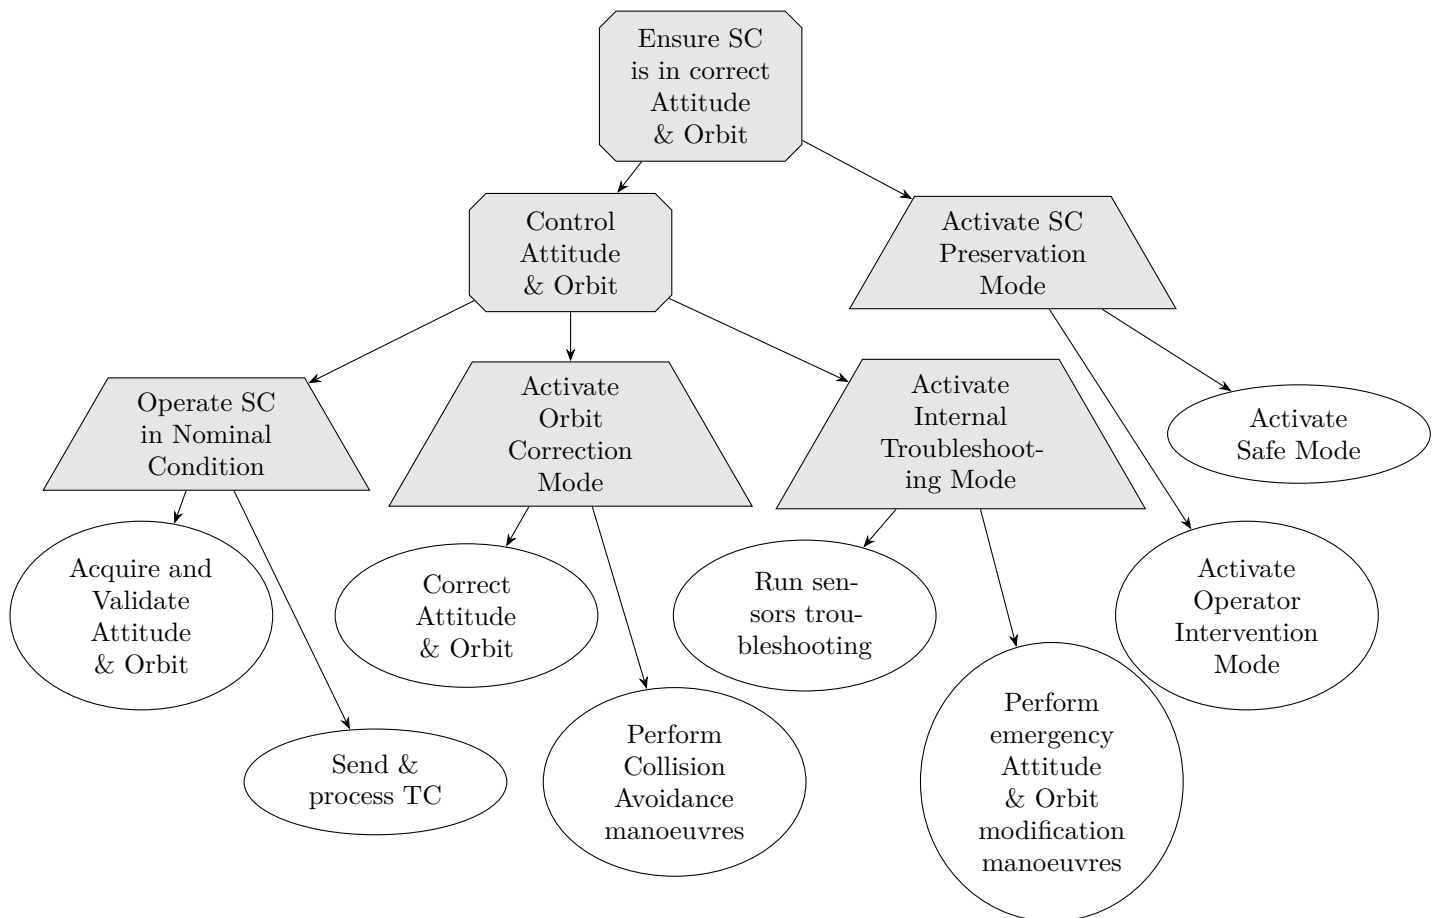 Ensure SC
is in correct
Attitude
& Orbit
Control
Attitude
& Orbit
Activate SC
Preservation
Mode
Operate SC
in Nominal
Condition
Activate
Orbit
Correction
Mode
Activate
Internal
Troubleshoot-
ing Mode
Activate
Safe Mode
Acquire and
Validate
Attitude
& Orbit
Correct
Attitude
& Orbit
Run sen-
sors trou-
bleshooting
Activate
Operator
Intervention
Mode
Send &
process TC
Perform
Collision
Avoidance
manoeuvres
Perform
emergency
Attitude
& Orbit
modification
manoeuvres